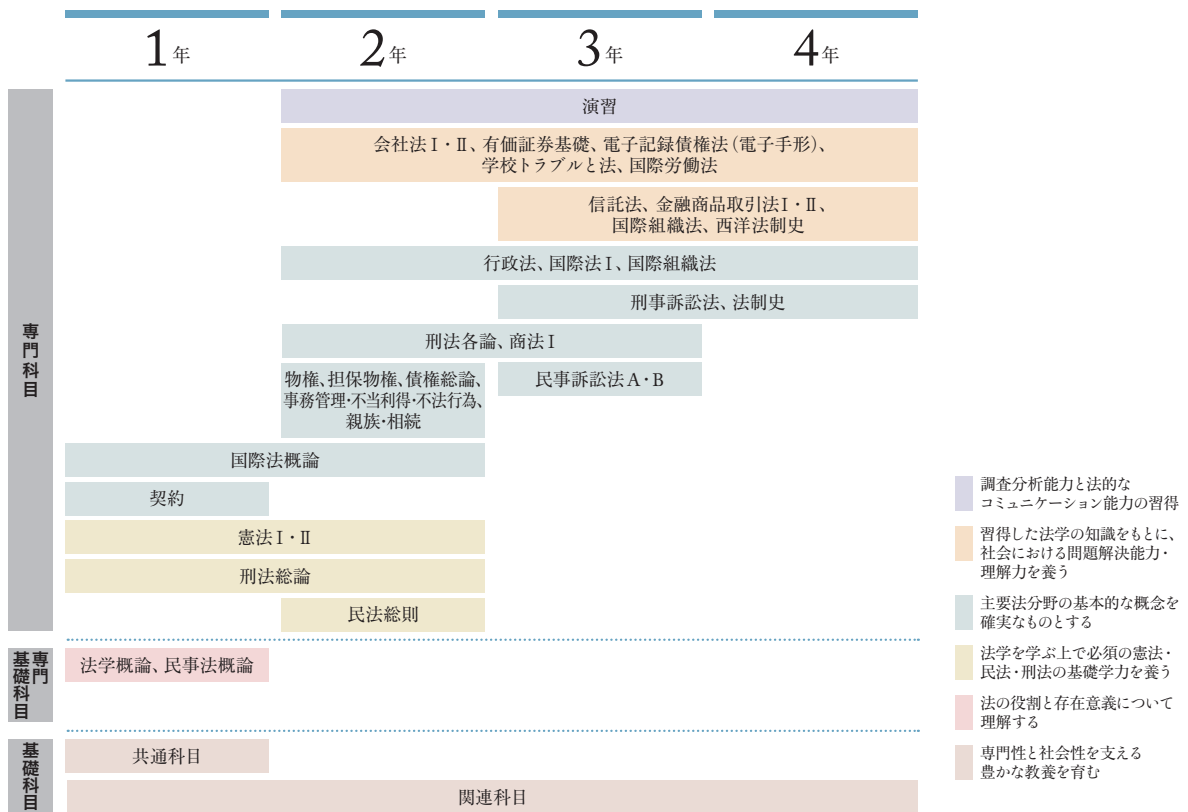 1年
2年
3年
4年
専門科目
演習
会社法Ⅰ・Ⅱ、有価証券基礎、電子記録債権法(電子手形)、
学校トラブルと法、国際労働法
信託法、金融商品取引法Ⅰ・Ⅱ、
国際組織法、西洋法制史
行政法、国際法Ⅰ、国際組織法
刑事訴訟法、法制史
刑法各論、商法Ⅰ
物権、担保物権、債権総論、
事務管理・不当利得・不法行為、
親族・相続
民事訴訟法A・B
国際法概論
契約
憲法Ⅰ・Ⅱ
刑法総論
民法総則
専門
基礎科目
法学概論、民事法概論
基礎科目
共通科目
関連科目
調査分析能力と法的な
コミュニケーション能力の習得
習得した法学の知識をもとに、
社会における問題解決能力・
理解力を養う
主要法分野の基本的な概念を
確実なものとする
法学を学ぶ上で必須の憲法・
民法・刑法の基礎学力を養う
法の役割と存在意義について
理解する
専門性と社会性を支える
豊かな教養を育む